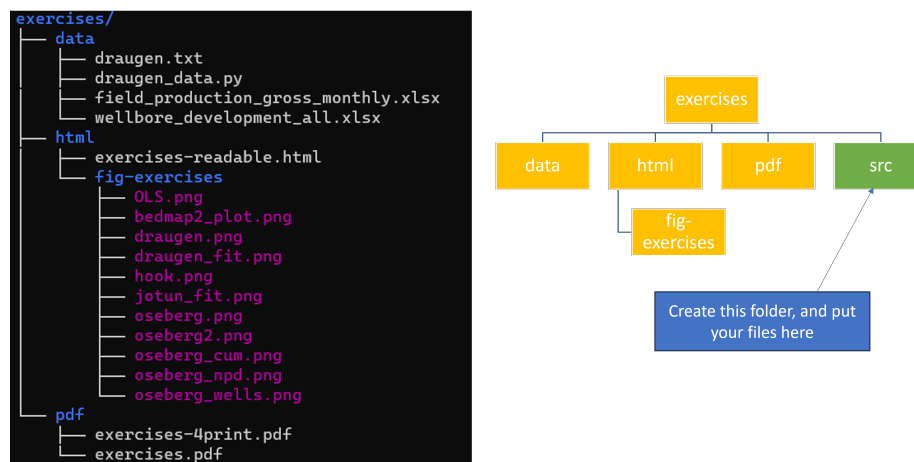 exercises/
├── data
│   ├── draugen.txt
│   ├── draugen_data.py
│   ├── field_production_gross_monthly.xlsx
│   └── wellbore_development_all.xlsx
├── html
│   ├── exercises-readable.html
│   └── fig-exercises
│       ├── OLS.png
│       ├── bedmap2_plot.png
│       ├── draugen.png
│       ├── draugen_fit.png
│       ├── hook.png
│       ├── jotun_fit.png
│       ├── oseberg.png
│       ├── oseberg2.png
│       ├── oseberg_cum.png
│       ├── oseberg_npd.png
│       └── oseberg_wells.png
└── pdf
    ├── exercises-4print.pdf
    └── exercises.pdf
exercises
data
html
pdf
src
fig-
exercises
Create this folder, and put
your files here